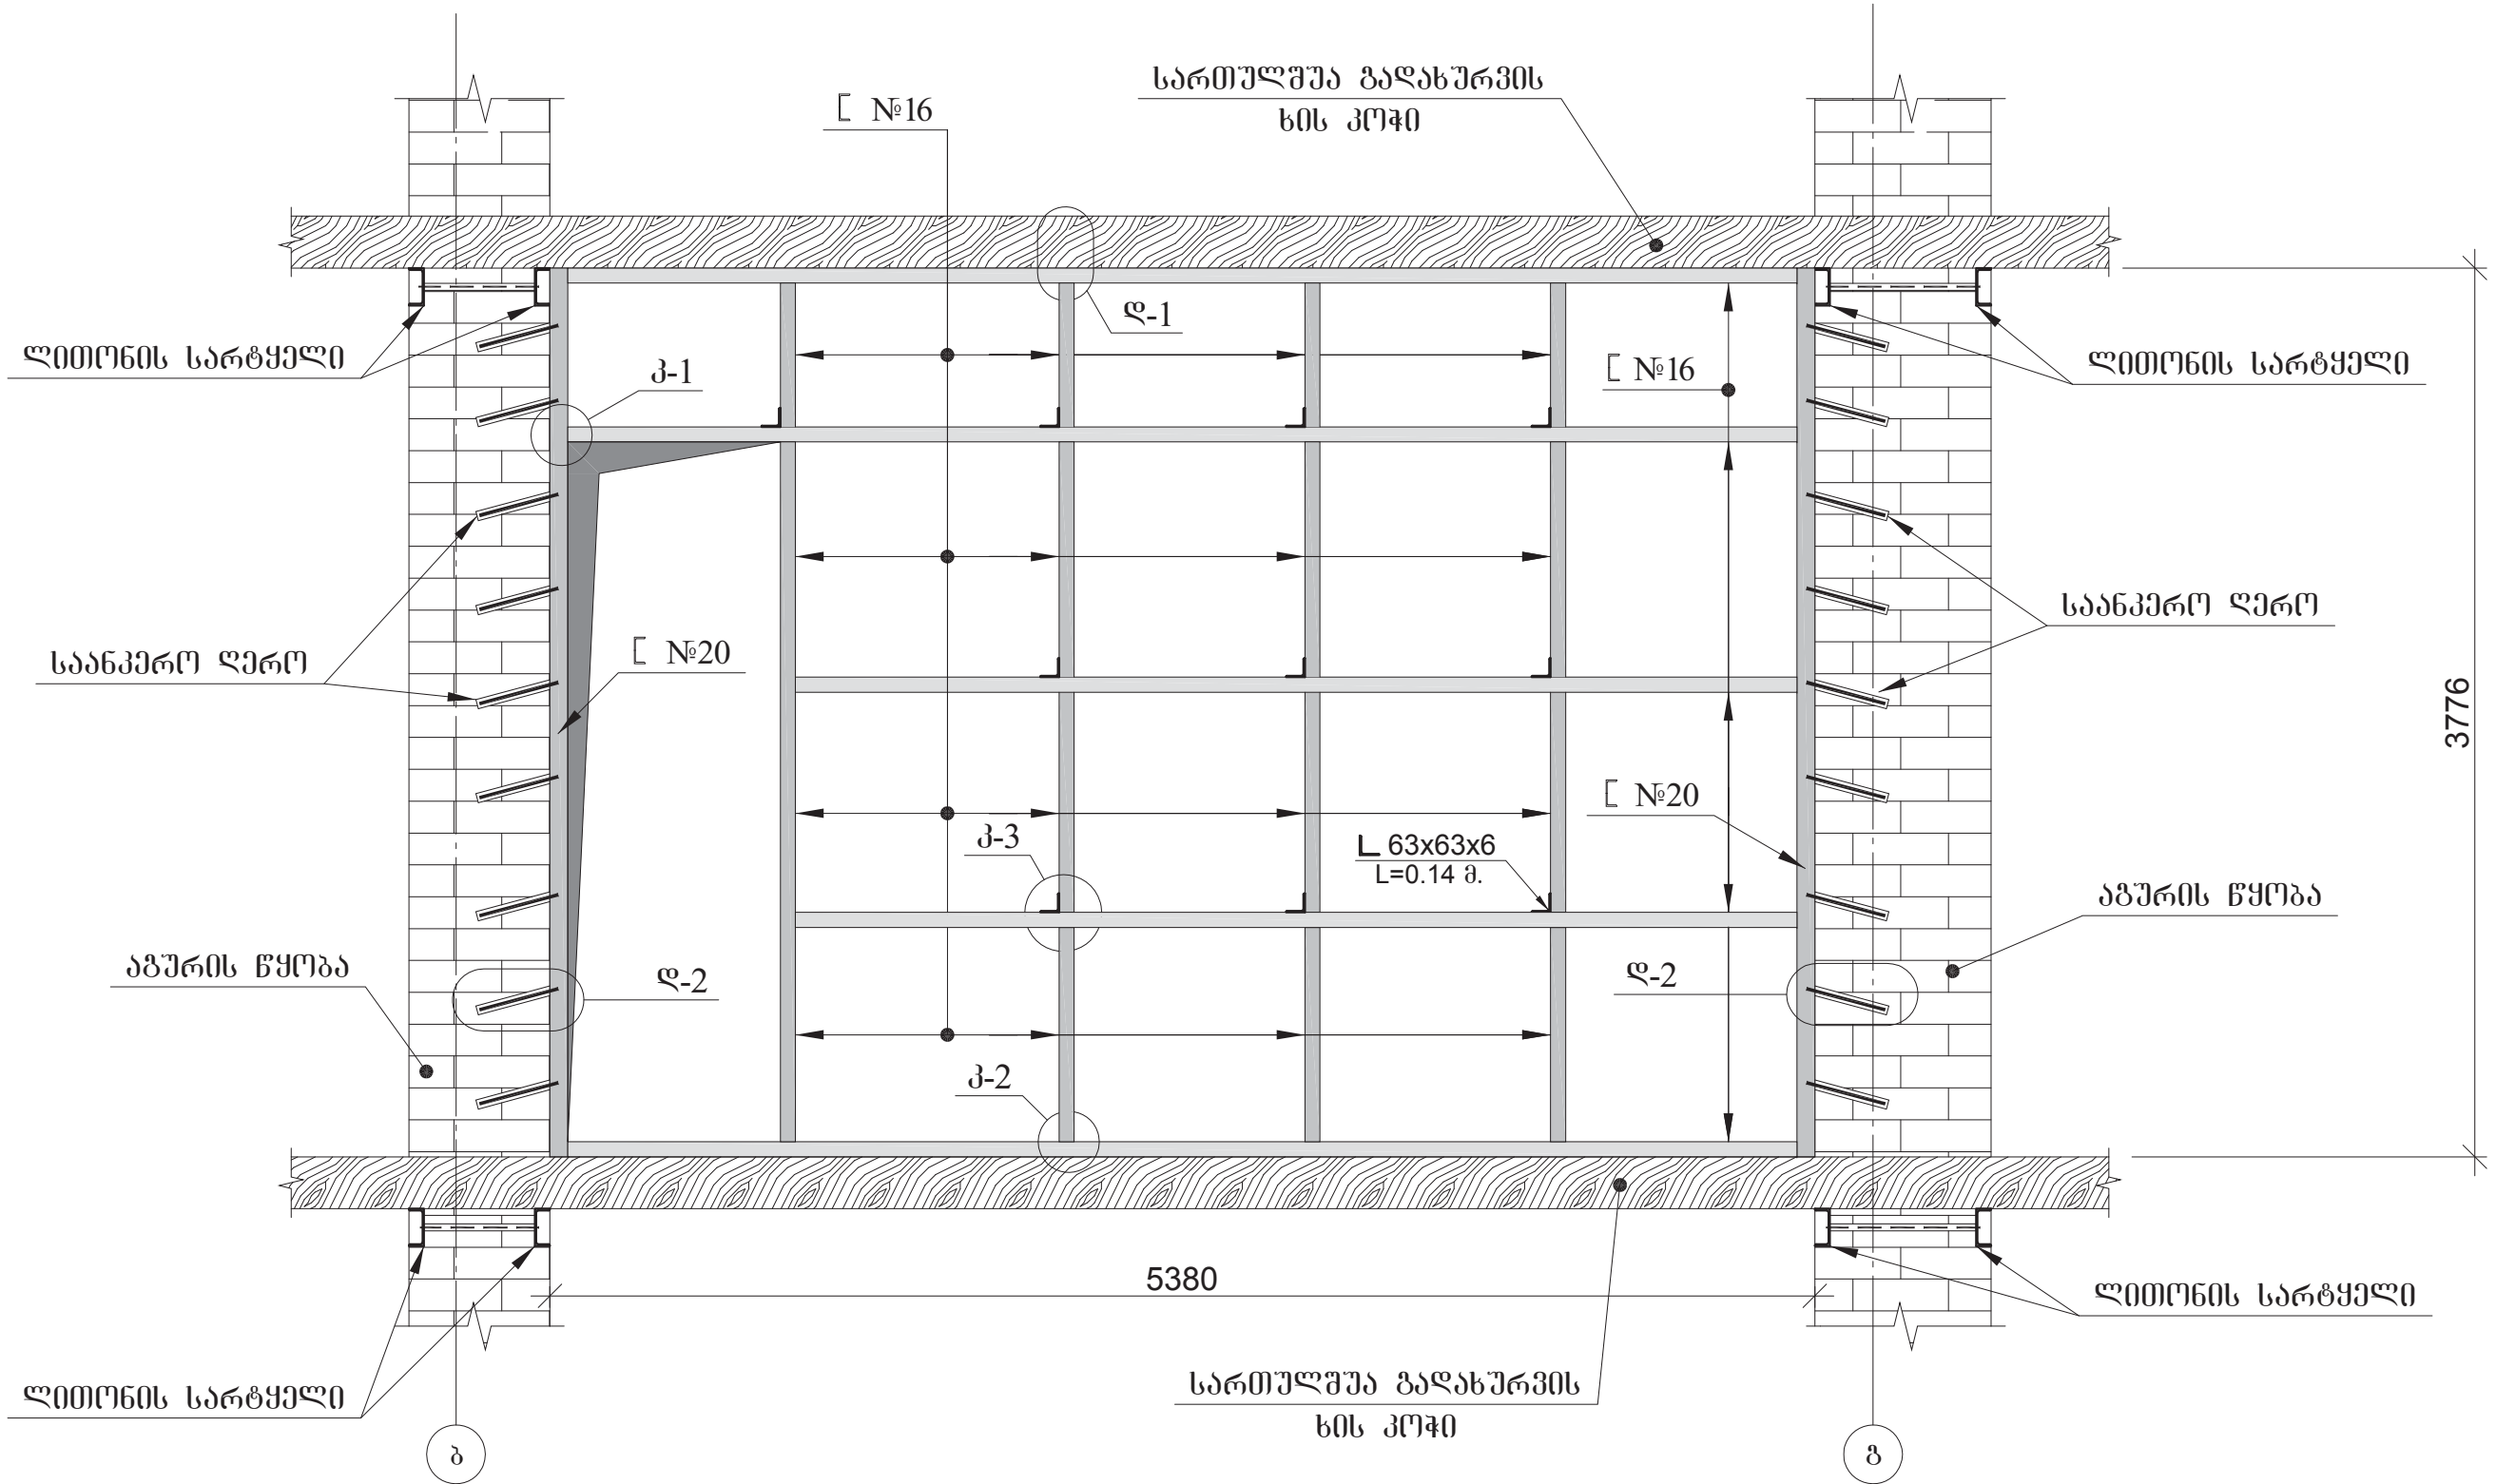 სართულშუა გადახურვის
ხის კოჭი
[ №16
დ-1
ლითონის სარტყელი
კ-1
[ №16
ლითონის სარტყელი
საანკერო ღერო
[ №20
საანკერო ღერო
3776
[ №20
კ-3
L 63x63x6
L=0.14 მ.
აგურის წყობა
აგურის წყობა
დ-2
დ-2
კ-2
5380
ლითონის სარტყელი
ლითონის სარტყელი
სართულშუა გადახურვის
ხის კოჭი
ბ
გ